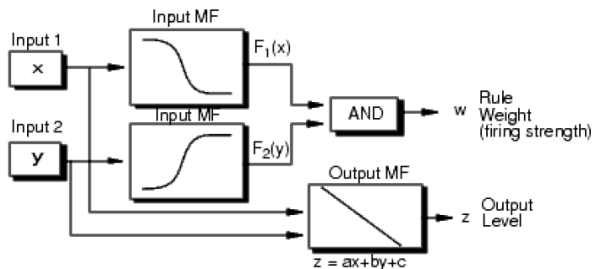 Input MF
Input 1
x
F1(x)
AND
w
Rule
Weight
(firing strength)
Input 2
Input MF
y
F2(y)
Output MF
z
Output
Level
z = ax+by+c